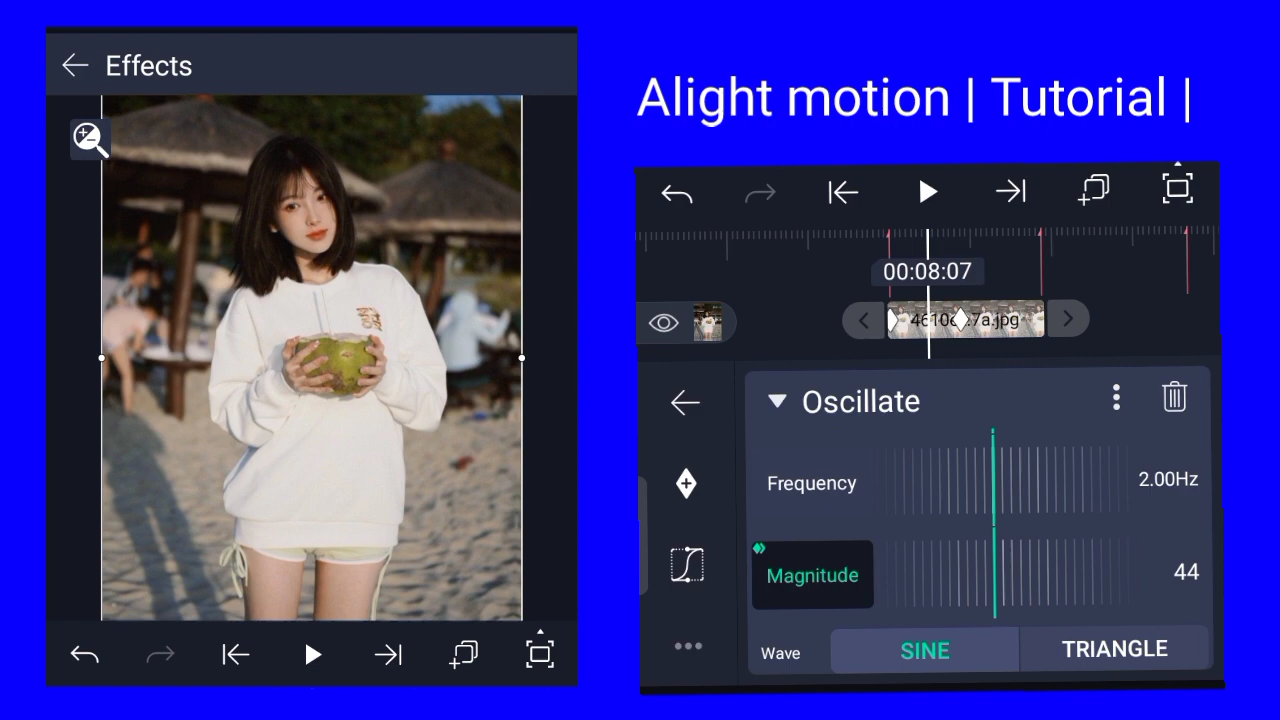 Effects
Alight motion | Tutorial |
00:08:07
Oscillate
Frequency
2.00Hz
Magnitude
44
Wave
SINE
TRIANGLE